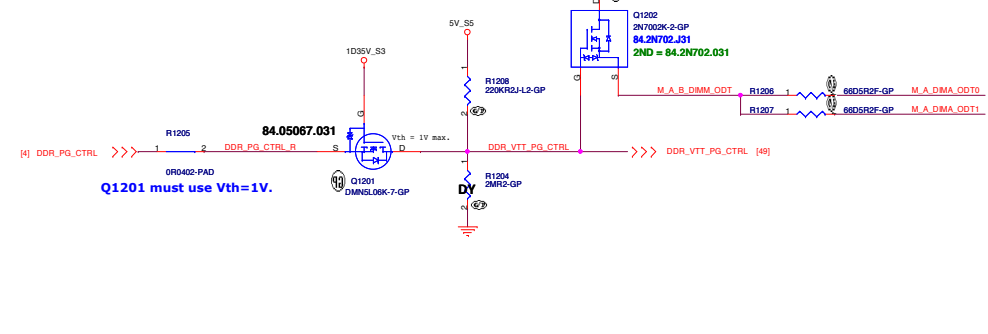 D
Q1202
2N7002K-2-GP
84.2N702.J31
2ND = 84.2N702.031
G
S
5V_S5
1D35V_S3
1
R1208
220KR2J-L2-GP
2
M_A_B_DIMM_ODT
R1206
1
66D5R2F-GP
M_A_DIMA_ODT0
R1207
1
66D5R2F-GP
M_A_DIMA_ODT1
G
84.05067.031
Vth = 1V max.
R1205
[4] DDR_PG_CTRL
1
2
DDR_PG_CTRL_R
S
D
DDR_VTT_PG_CTRL
DDR_VTT_PG_CTRL [49]
0R0402-PAD
Q1201
DMN5L06K-7-GP
Q1201 must use Vth=1V.
1
R1204
2MR2-GP
DY
2